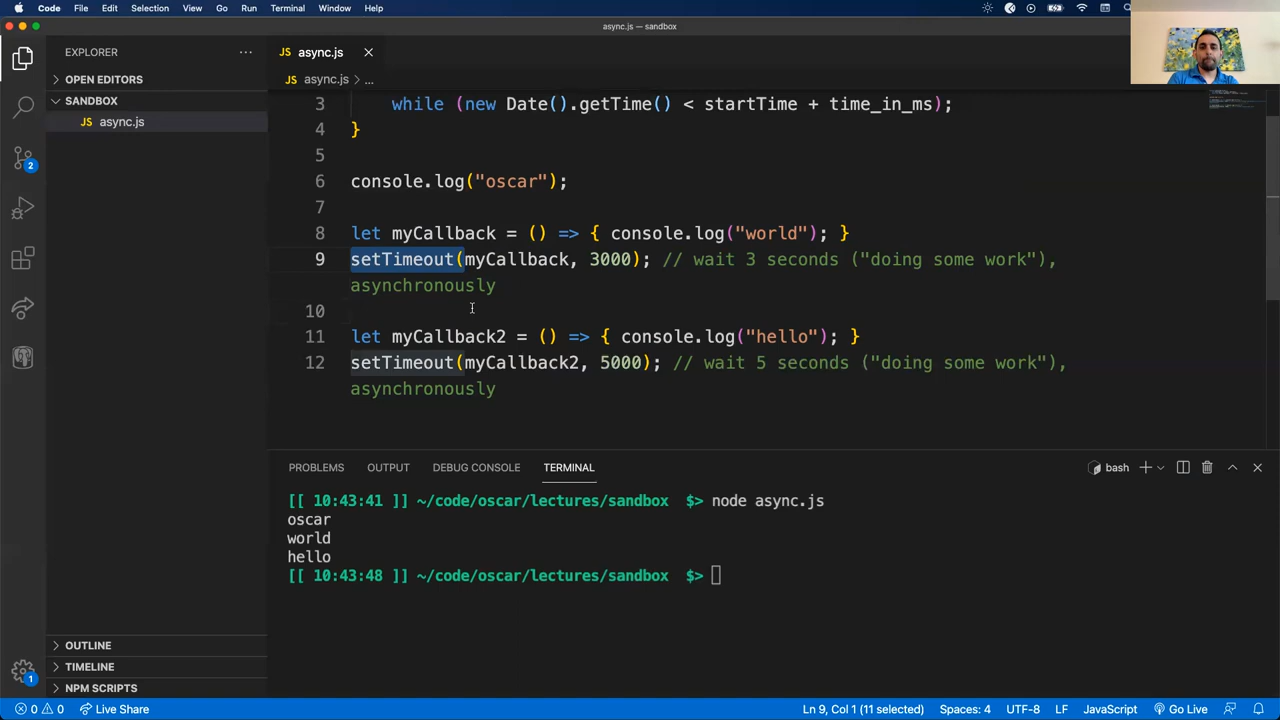 Code File Edit Selection View Go Run Terminal Window Help
async.js — sandbox
EXPLORER
OPEN EDITORS
SANDBOX
JS async.js
OUTLINE
TIMELINE
NPM SCRIPTS
JS async.js
JS async.js > ...
3 while (new Date().getTime() < startTime + time_in_ms);
4 }
5
6 console.log("oscar");
7
8 let myCallback = () => { console.log("world"); }
9 setTimeout(myCallback, 3000); // wait 3 seconds ("doing some work"),
asynchronously
10
11 let myCallback2 = () => { console.log("hello"); }
12 setTimeout(myCallback2, 5000); // wait 5 seconds ("doing some work"),
asynchronously
PROBLEMS OUTPUT DEBUG CONSOLE TERMINAL
bash
[[ 10:43:41 ]] ~/code/oscar/lectures/sandbox $> node async.js
oscar
world
hello
[[ 10:43:48 ]] ~/code/oscar/lectures/sandbox $>
2
1
0 0 Live Share Ln 9, Col 1 (11 selected) Spaces: 4 UTF-8 LF JavaScript Go Live